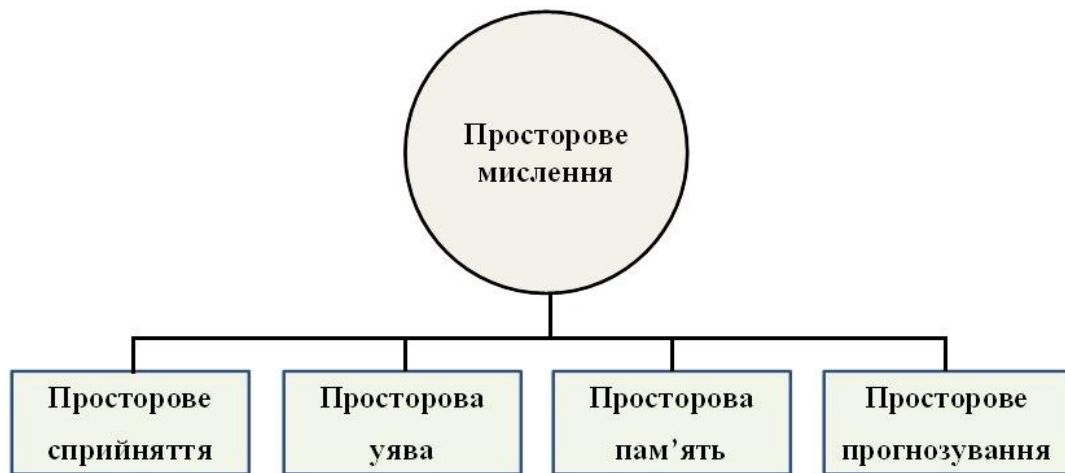 Просторове
мислення
Просторове
сприйняття
Просторова
уява
Просторова
пам’ять
Просторове
прогнозування